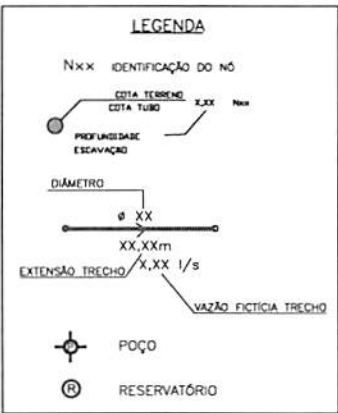 LEGENDA
Nxx IDENTIFICAÇÃO DO NÓ
COTA TERRENO
COTA TUBO
X,XX Nxx
PROFUNDIDADE
ESCAVAÇÃO
DIÂMETRO
ø XX
XX,XXm
EXTENSÃO TRECHO
X,XX l/s
VAZÃO FICTÍCIA TRECHO
P POÇO
R RESERVATÓRIO